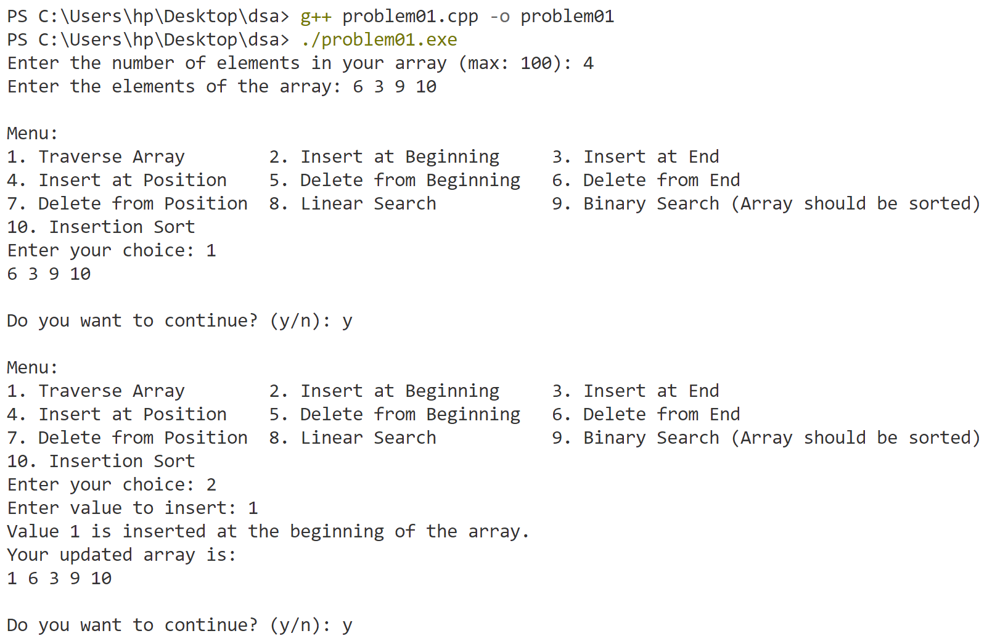 PS C:\Users\hp\Desktop\dsa> g++ problem01.cpp -o problem01
PS C:\Users\hp\Desktop\dsa> ./problem01.exe
Enter the number of elements in your array (max: 100): 4
Enter the elements of the array: 6 3 9 10

Menu:
1. Traverse Array        2. Insert at Beginning     3. Insert at End
4. Insert at Position    5. Delete from Beginning   6. Delete from End
7. Delete from Position  8. Linear Search           9. Binary Search (Array should be sorted)
10. Insertion Sort
Enter your choice: 1
6 3 9 10

Do you want to continue? (y/n): y

Menu:
1. Traverse Array        2. Insert at Beginning     3. Insert at End
4. Insert at Position    5. Delete from Beginning   6. Delete from End
7. Delete from Position  8. Linear Search           9. Binary Search (Array should be sorted)
10. Insertion Sort
Enter your choice: 2
Enter value to insert: 1
Value 1 is inserted at the beginning of the array.
Your updated array is:
1 6 3 9 10

Do you want to continue? (y/n): y